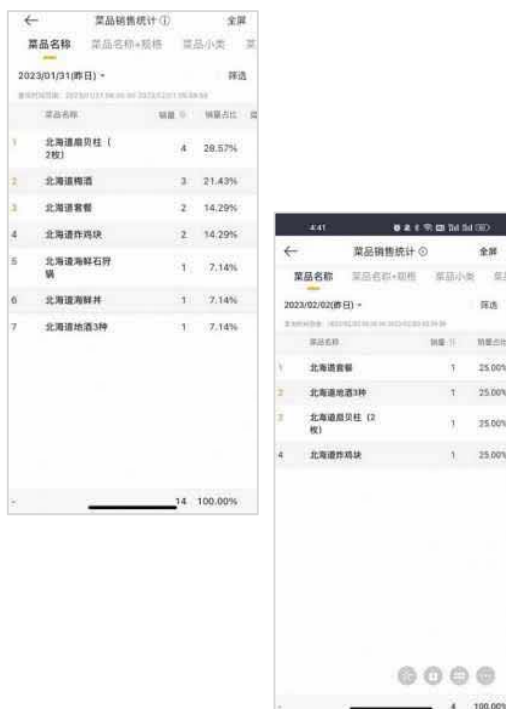 菜品销售统计 全屏
菜品名称 菜品名称+规格 菜品小类 菜
2023/01/31(昨日) 筛选
菜品名称 销量 销量占比
1 北海道扇贝柱（ 4 28.57%
2枚）
2 北海道梅酒 3 21.43%
3 北海道套餐 2 14.29%
4 北海道炸鸡块 2 14.29%
5 北海道海鲜石狩 1 7.14%
锅
6 北海道海鲜丼 1 7.14%
7 北海道地酒3种 1 7.14%
- 14 100.00%
4:41
菜品销售统计 全屏
菜品名称 菜品名称+规格 菜品小类 菜
2023/02/02(昨日) 筛选
菜品名称 销量 销量占比
1 北海道套餐 1 25.00%
2 北海道地酒3种 1 25.00%
3 北海道扇贝柱（2 1 25.00%
枚）
4 北海道炸鸡块 1 25.00%
- 4 100.00%